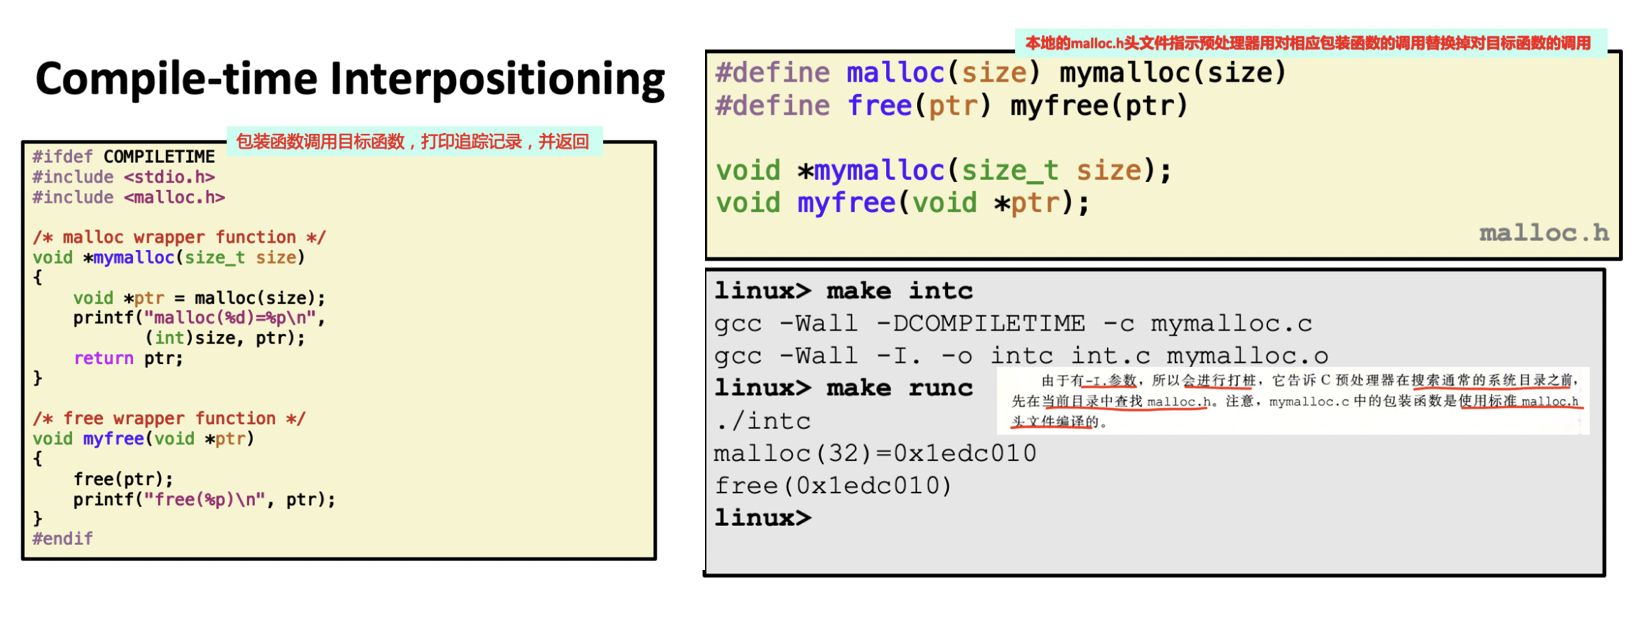 Compile-time Interpositioning
包装函数调用目标函数，打印追踪记录，并返回
#ifdef COMPILETIME
#include <stdio.h>
#include <malloc.h>
/* malloc wrapper function */
void *mymalloc(size_t size)
{
    void *ptr = malloc(size);
    printf("malloc(%d)=%p\n",
           (int)size, ptr);
    return ptr;
}
/* free wrapper function */
void myfree(void *ptr)
{
    free(ptr);
    printf("free(%p)\n", ptr);
}
#endif
本地的malloc.h头文件指示预处理器用对相应包装函数的调用替换掉对目标函数的调用
#define malloc(size) mymalloc(size)
#define free(ptr) myfree(ptr)
void *mymalloc(size_t size);
void myfree(void *ptr);
malloc.h
linux> make intc
gcc -Wall -DCOMPILETIME -c mymalloc.c
gcc -Wall -I. -o intc int.c mymalloc.o
linux> make runc
./intc
malloc(32)=0x1edc010
free(0x1edc010)
linux>
由于有-I.参数，所以会进行打桩，它告诉 C 预处理器在搜索通常的系统目录之前，
先在当前目录中查找 malloc.h。注意，mymalloc.c 中的包装函数是使用标准 malloc.h
头文件编译的。